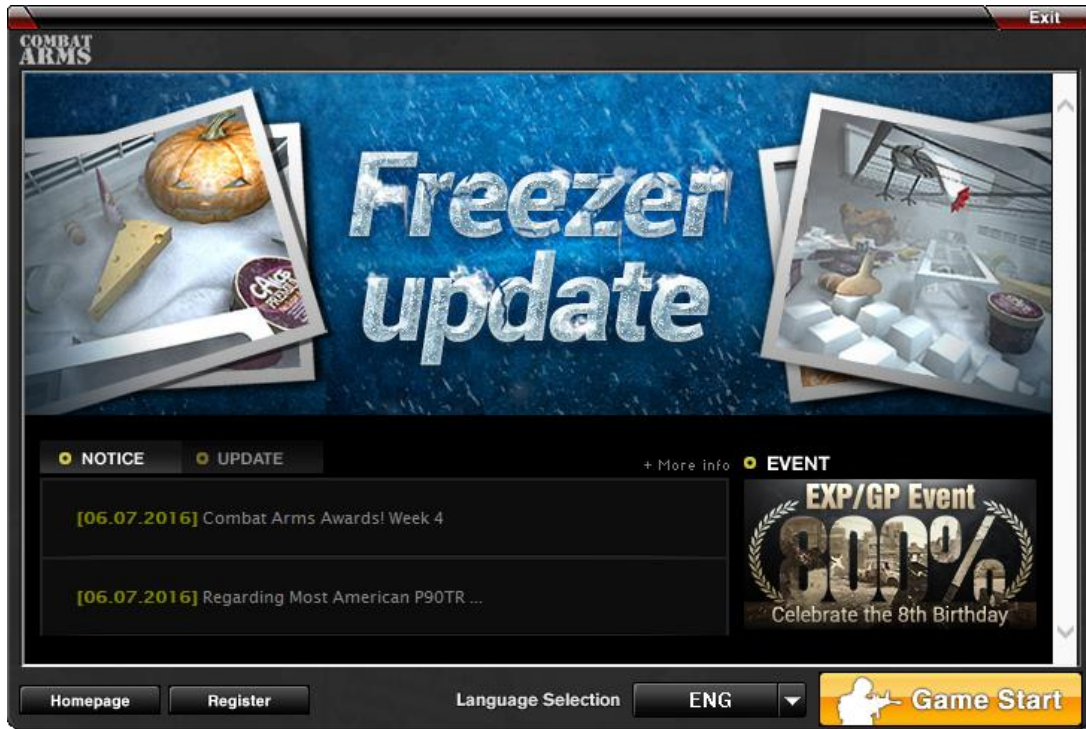 Exit
COMBAT
ARMS
Freezer
update
NOTICE
UPDATE
+ More info
EVENT
[06.07.2016] Combat Arms Awards! Week 4
[06.07.2016] Regarding Most American P90TR ...
EXP/GP Event
800%
Celebrate the 8th Birthday
Homepage
Register
Language Selection
ENG
Game Start